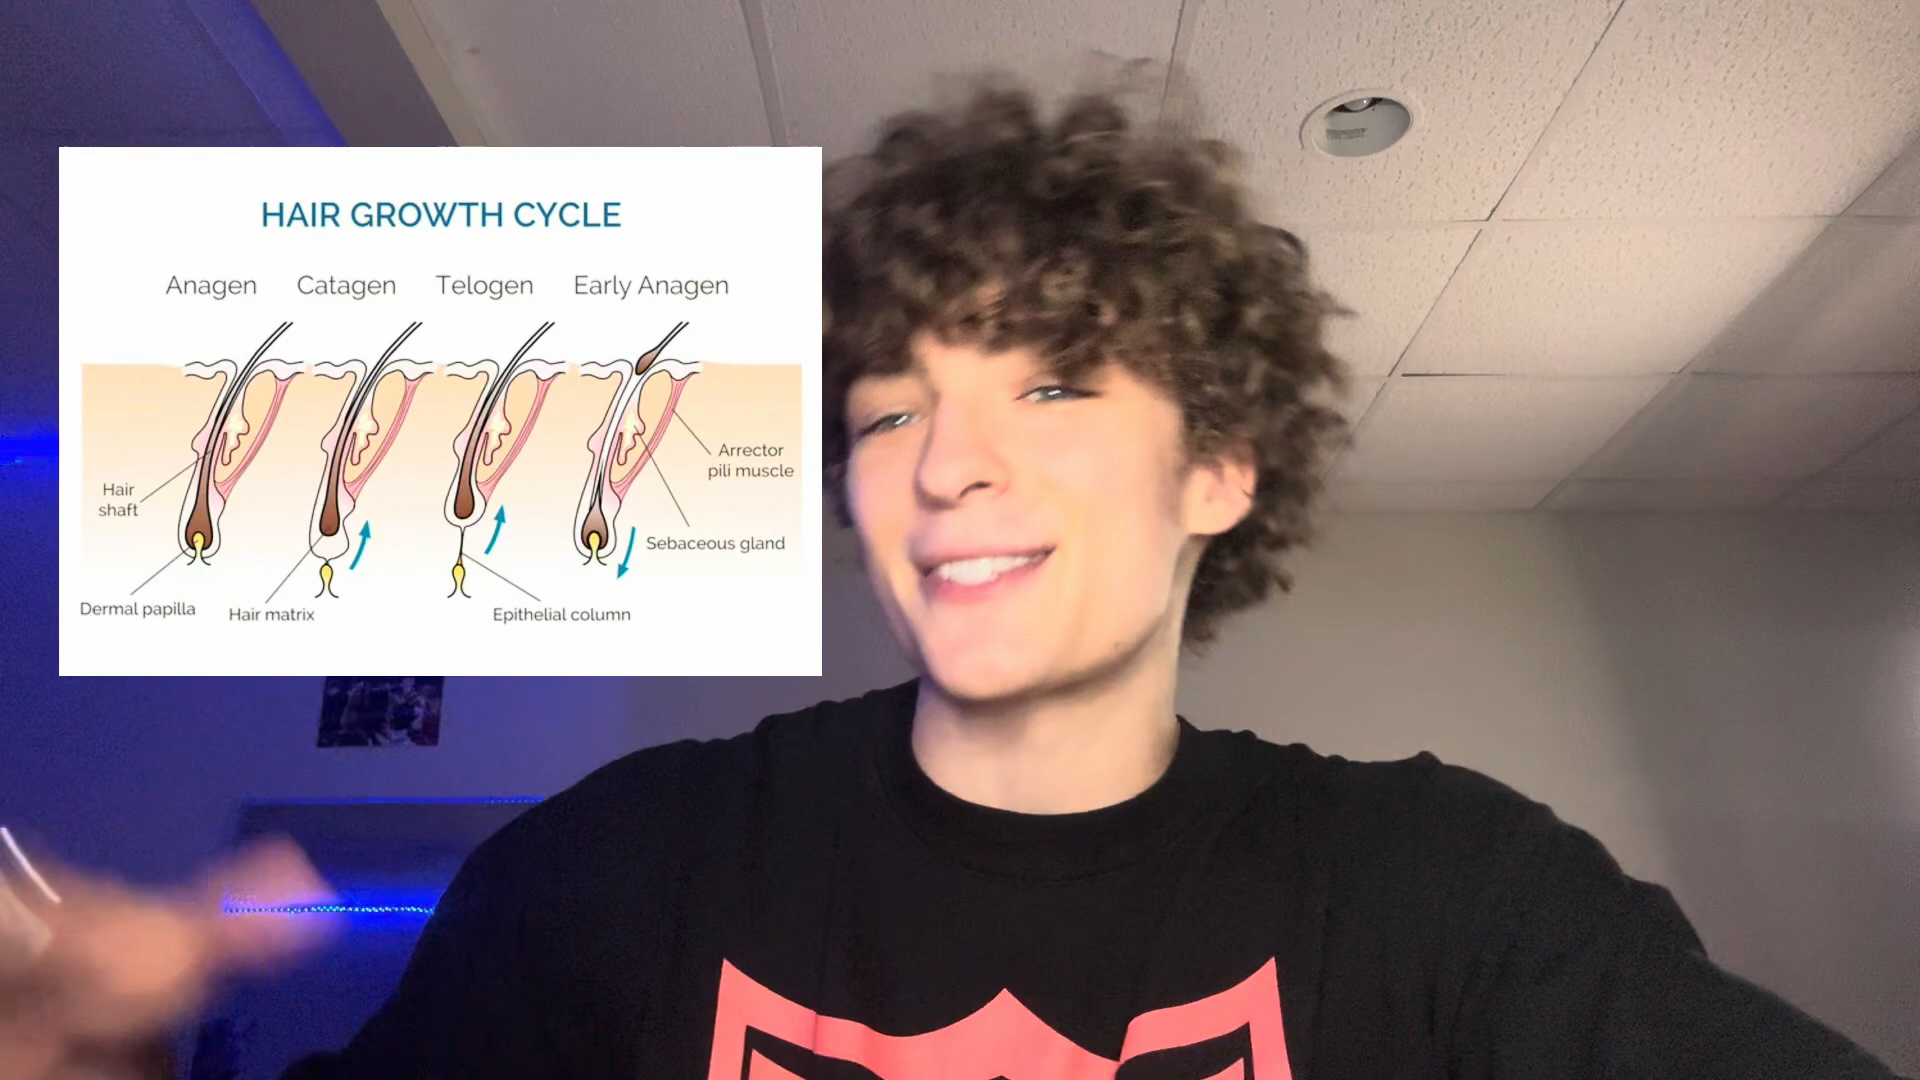 HAIR GROWTH CYCLE
Anagen Catagen Telogen Early Anagen
Arrector
pili muscle
Hair
shaft
Sebaceous gland
Dermal papilla
Hair matrix
Epithelial column